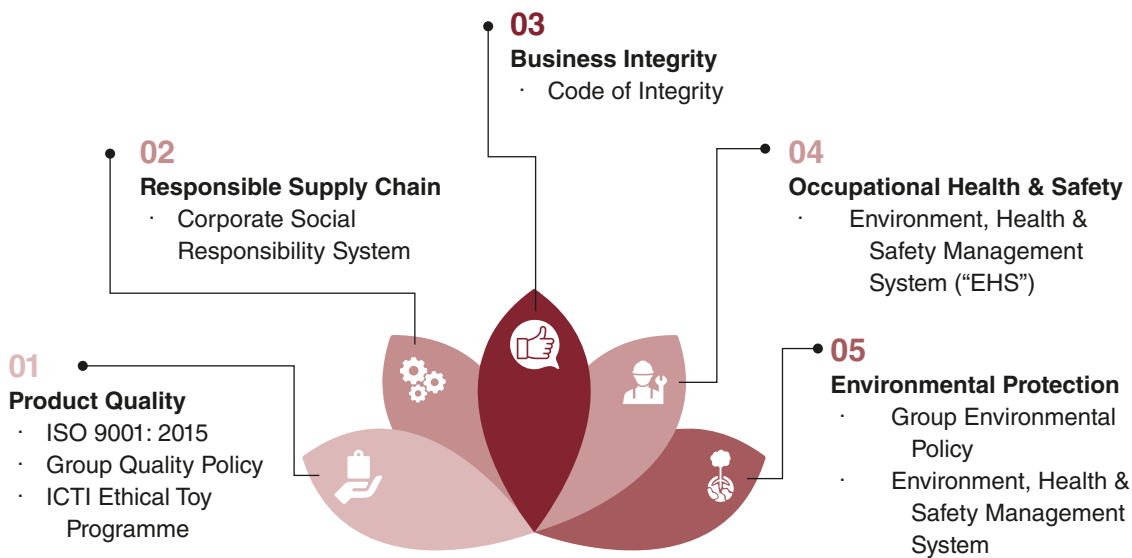 01
Product Quality
· ISO 9001: 2015
· Group Quality Policy
· ICTI Ethical Toy
Programme
02
Responsible Supply Chain
· Corporate Social
Responsibility System
03
Business Integrity
· Code of Integrity
04
Occupational Health & Safety
· Environment, Health &
Safety Management
System (“EHS”)
05
Environmental Protection
· Group Environmental
Policy
· Environment, Health &
Safety Management
System